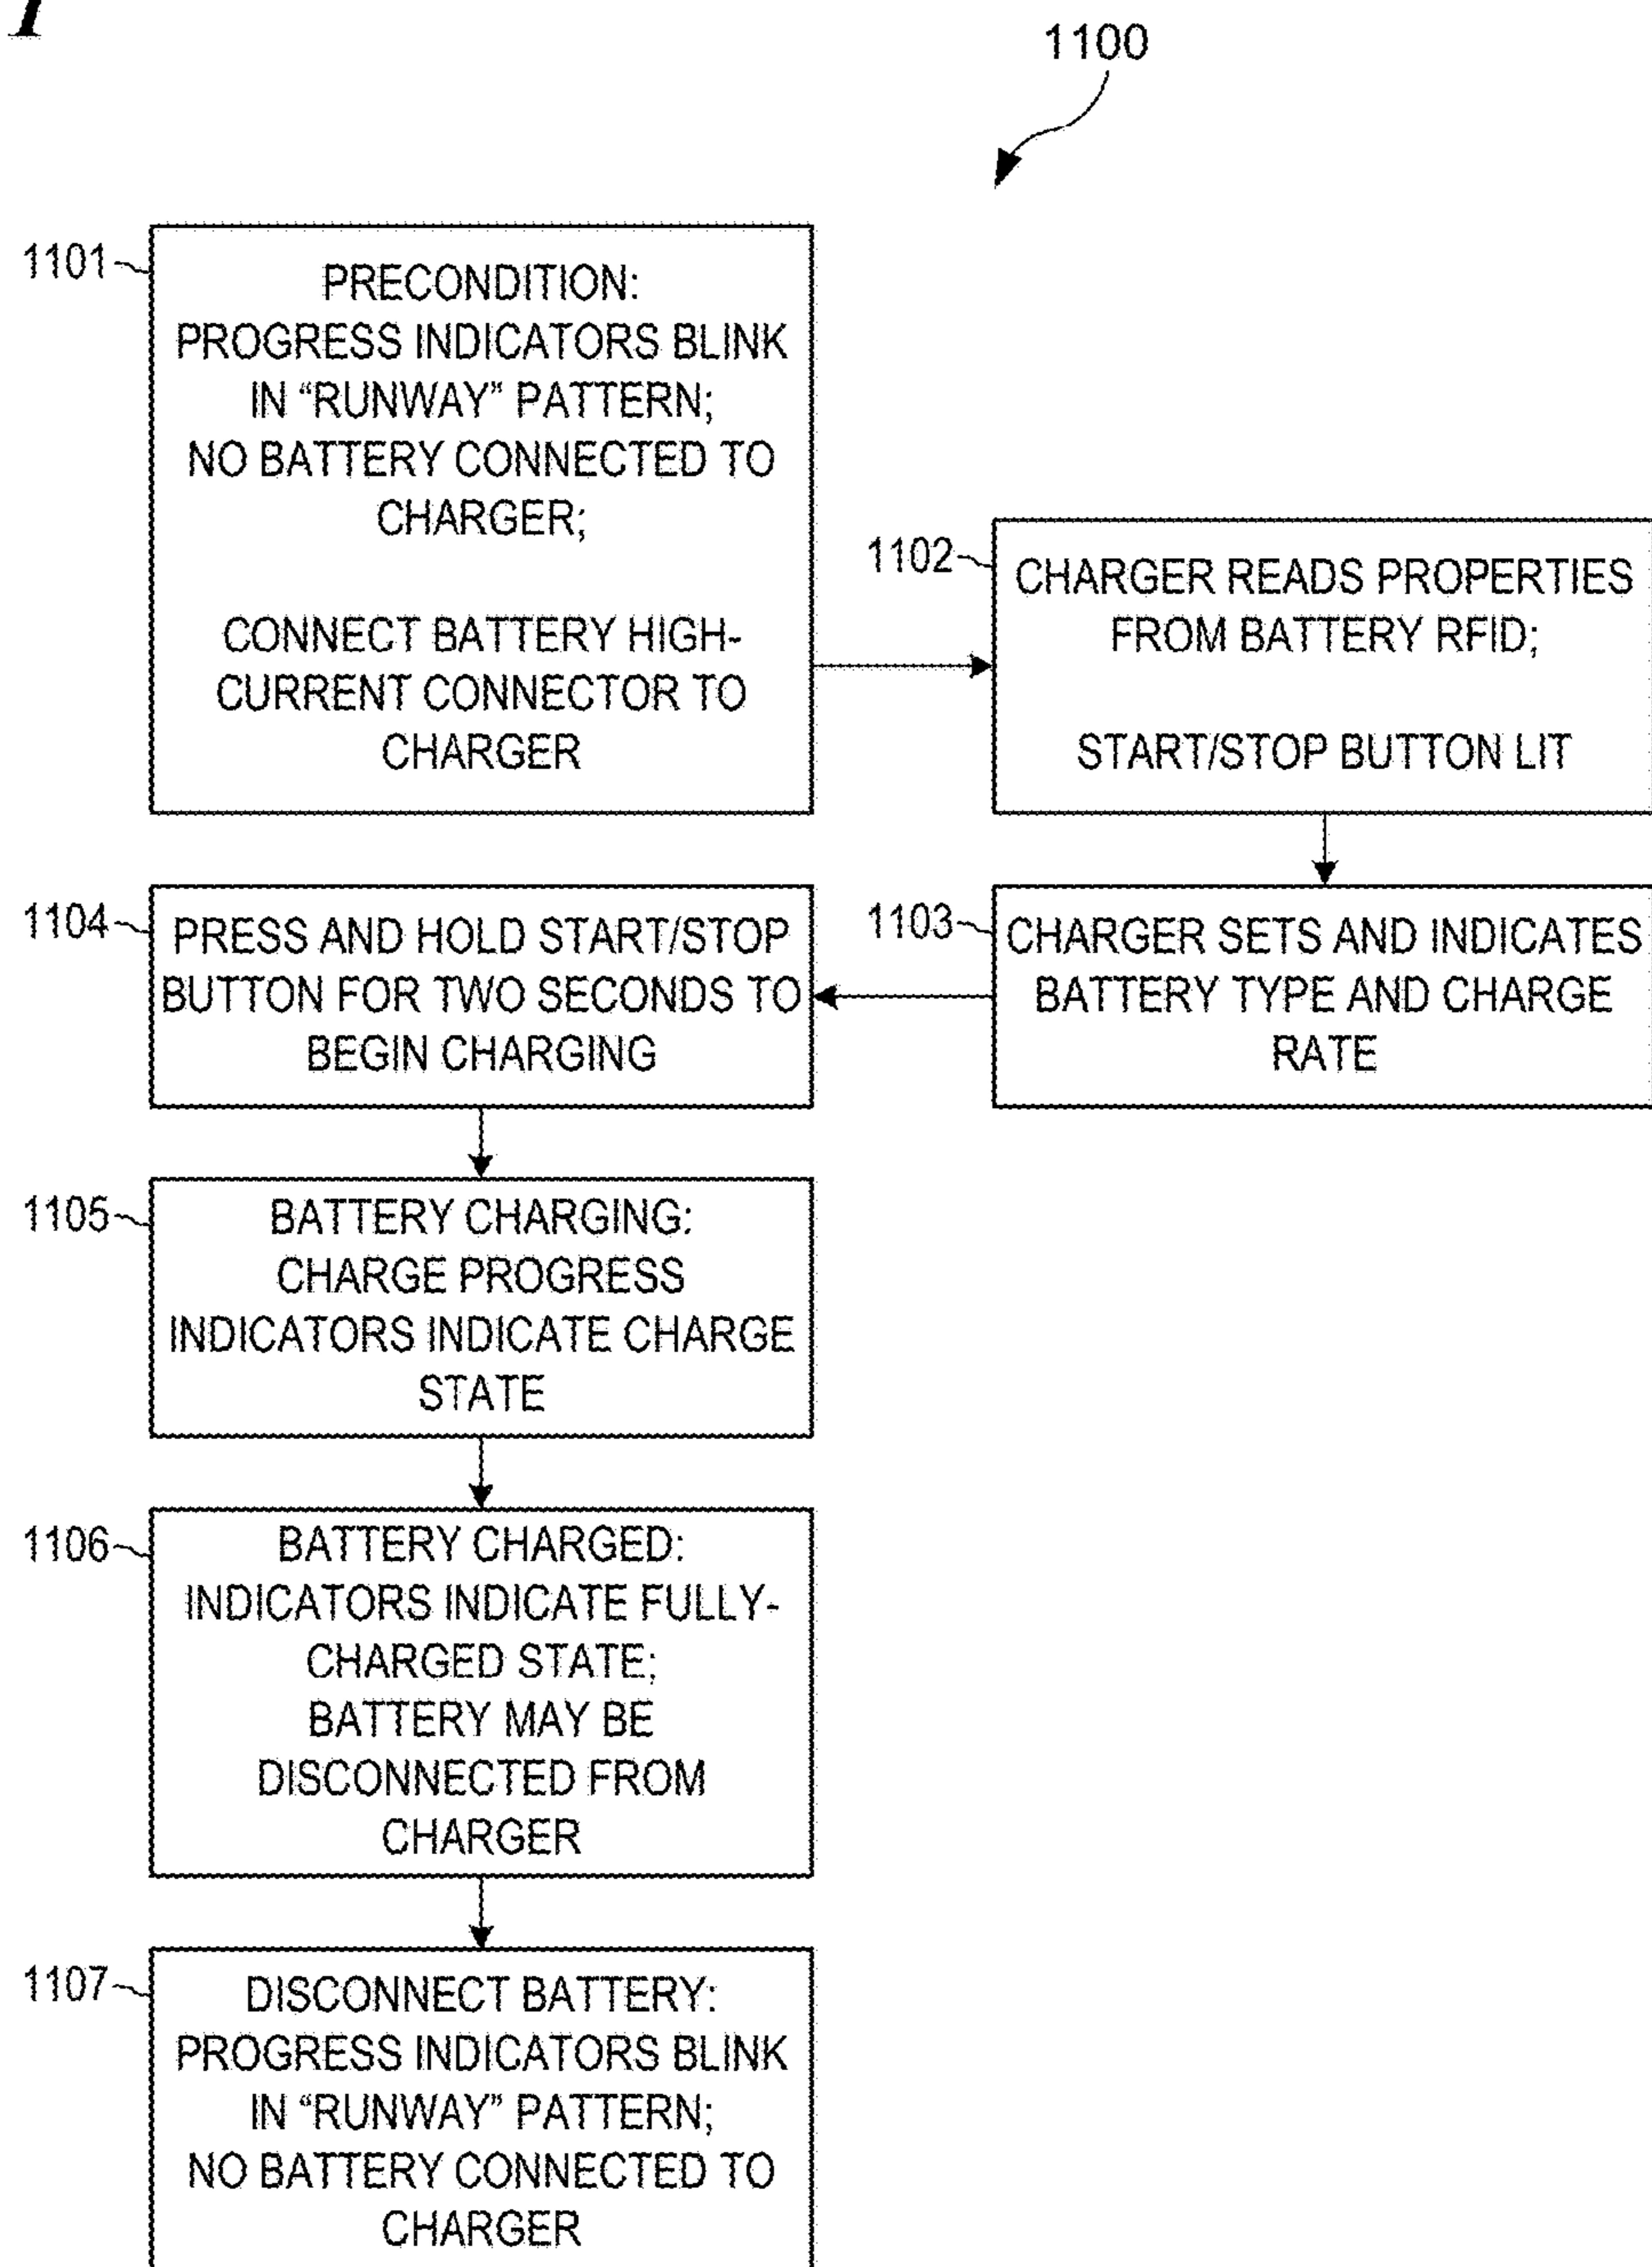 1100
1101
PRECONDITION:
PROGRESS INDICATORS BLINK
IN “RUNWAY” PATTERN;
NO BATTERY CONNECTED TO
CHARGER;
CONNECT BATTERY HIGH-
CURRENT CONNECTOR TO
CHARGER
1102
CHARGER READS PROPERTIES
FROM BATTERY RFID;
START/STOP BUTTON LIT
1103
CHARGER SETS AND INDICATES
BATTERY TYPE AND CHARGE
RATE
1104
PRESS AND HOLD START/STOP
BUTTON FOR TWO SECONDS TO
BEGIN CHARGING
1105
BATTERY CHARGING:
CHARGE PROGRESS
INDICATORS INDICATE CHARGE
STATE
1106
BATTERY CHARGED:
INDICATORS INDICATE FULLY-
CHARGED STATE;
BATTERY MAY BE
DISCONNECTED FROM
CHARGER
1107
DISCONNECT BATTERY:
PROGRESS INDICATORS BLINK
IN “RUNWAY” PATTERN;
NO BATTERY CONNECTED TO
CHARGER